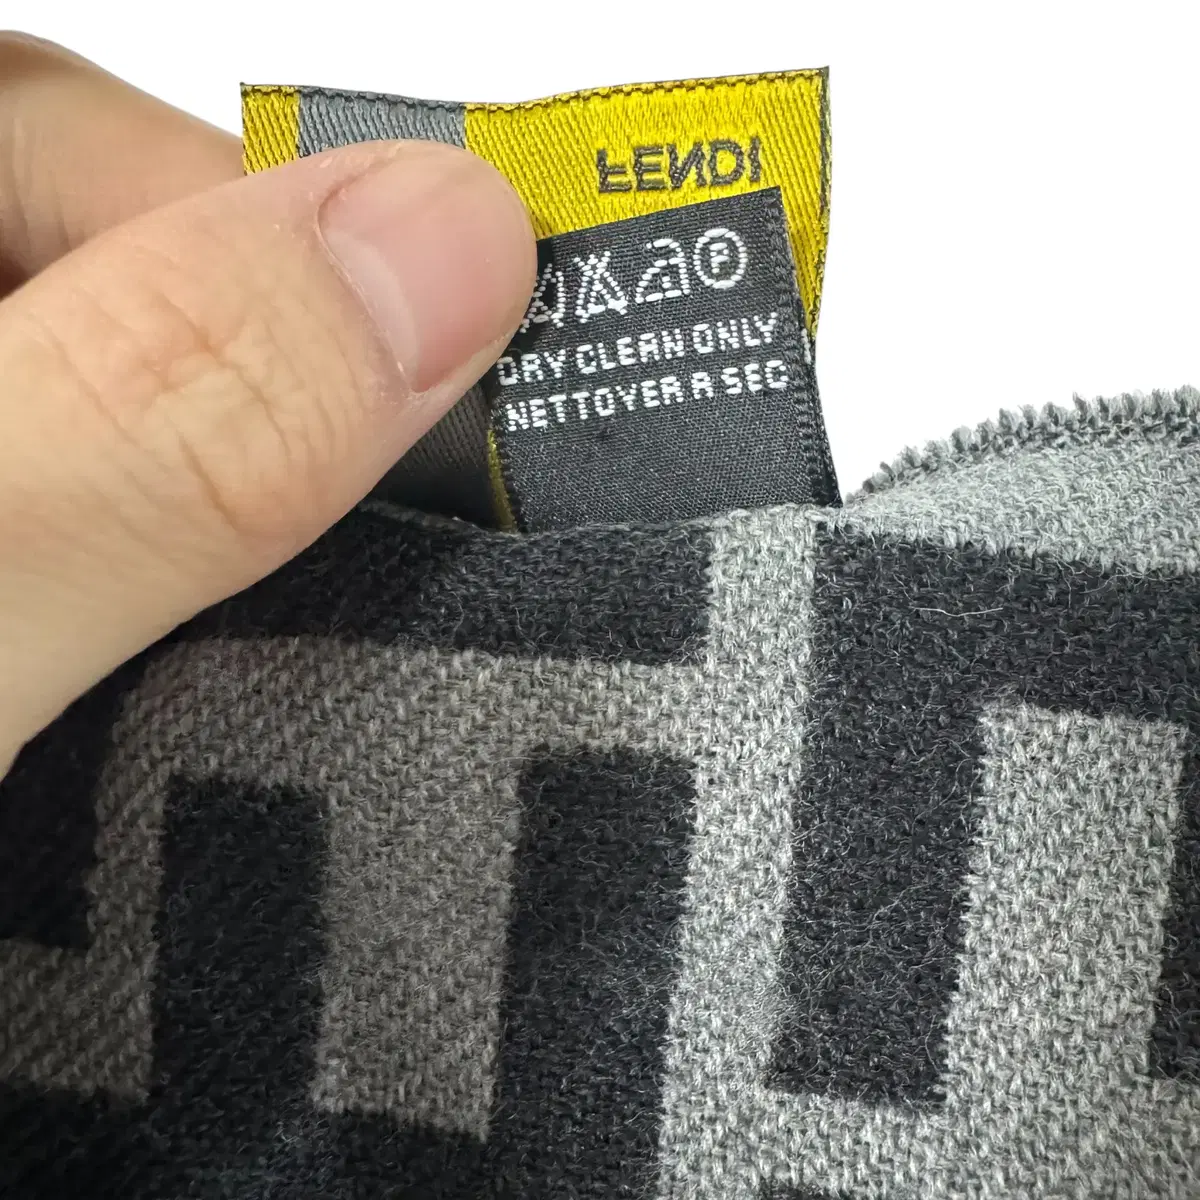 FENDI
P
DRY CLEAN ONLY
NETTOYER A SEC